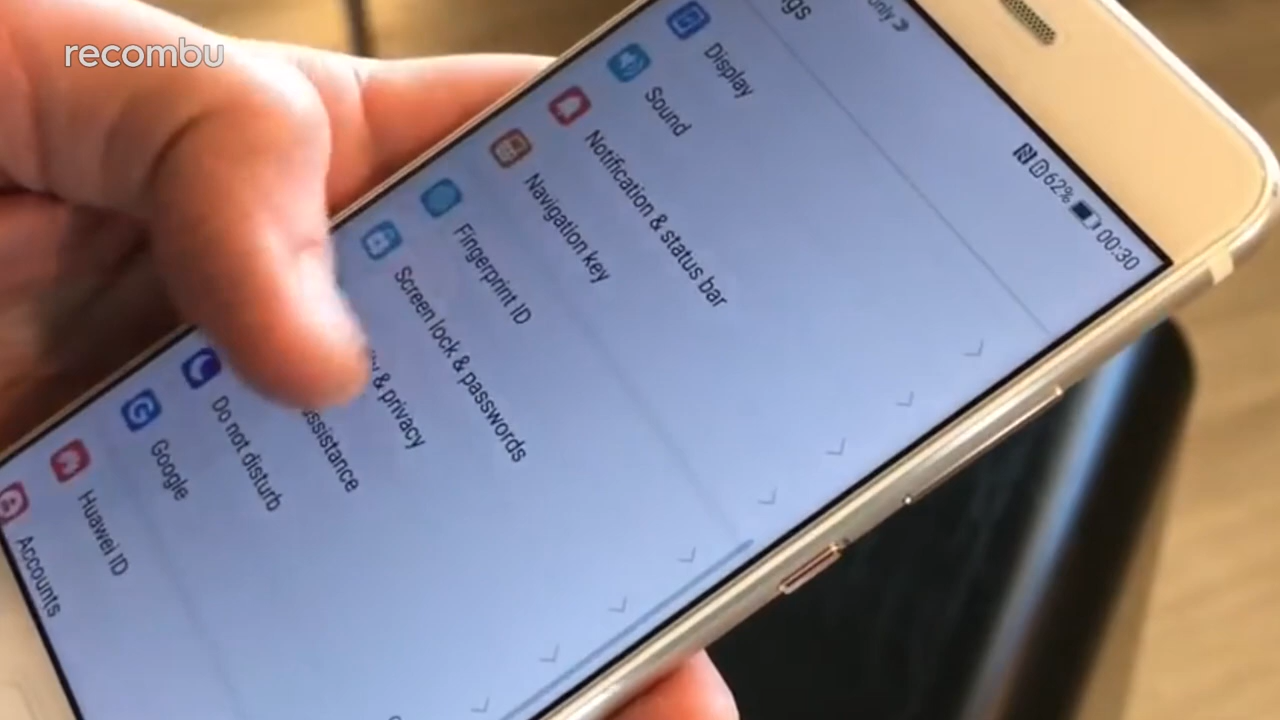 recombu
only
62%
00:30
Display
Sound
Notification & status bar
Navigation key
Fingerprint ID
Screen lock & passwords
& privacy
Do not disturb
Google
Huawei ID
Accounts